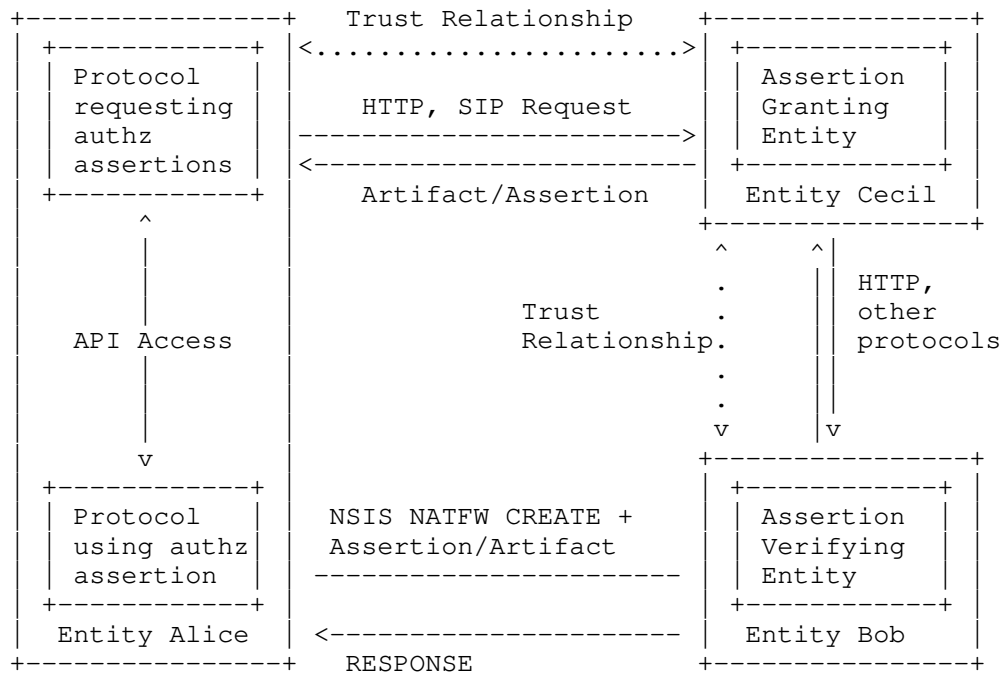 Trust Relationship
Protocol requesting authz assertions
Assertion Granting Entity
HTTP, SIP Request
Artifact/Assertion
Entity Cecil
API Access
Trust Relationship
HTTP, other protocols
Protocol using authz assertion
NSIS NATFW CREATE +
Assertion/Artifact
Assertion Verifying Entity
Entity Alice
Entity Bob
RESPONSE